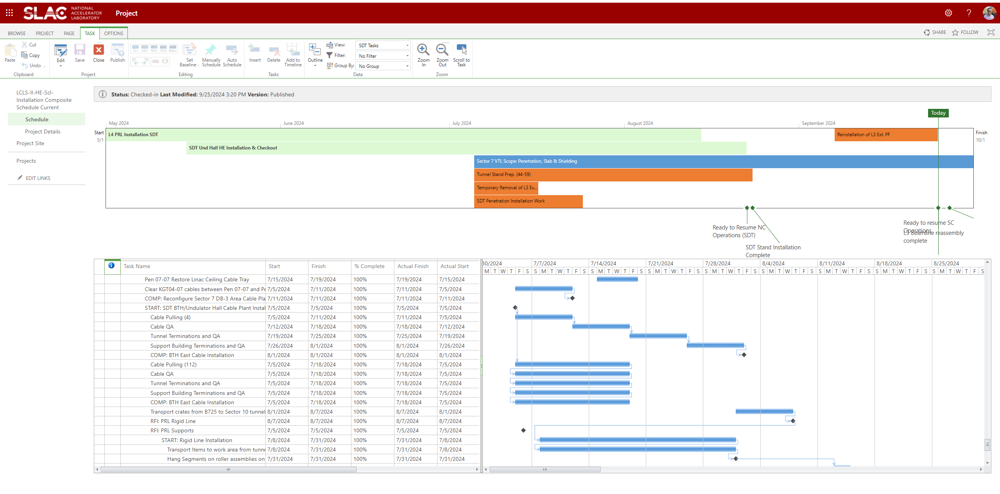 SLAC NATIONAL ACCELERATOR LABORATORY Project
BROWSE PROJECT PAGE TASK OPTIONS SHARE FOLLOW
Paste Cut Copy Undo Clipboard
Edit Save Close Publish Project
0% 25% 50% 75% 100% Set Baseline Manually Schedule Auto Schedule Editing
Insert Delete Add to Timeline Tasks
Outline View: SDT Tasks
Filter: No Filter
Group By: No Group
Data
Zoom In Zoom Out Scroll to Task Zoom
LCLS-II-HE-ScI-
Installation Composite
Schedule Current
Schedule
Project Details
Project Site
Projects
EDIT LINKS
Status: Checked-in Last Modified: 9/25/2024 3:20 PM Version: Published
Today
May 2024 June 2024 July 2024 August 2024 September 2024
Start
5/1
Finish
10/1
L4 PRL Installation SDT
Reinstallation of L3 Ext. PF
SDT Und Hall HE Installation & Checkout
Sector 7 VTL Scope: Penetration, Slab & Shielding
Tunnel Stand Prep. (44-59)
Temporary Removal of L3 Ex...
SDT Penetration Installation Work
Ready to Resume NC
Operations (SDT)
SDT Stand Installation
Complete
Ready to resume SC
Operations
L3 Beamline reassembly
complete
Task Name Start Finish % Complete Actual Finish Actual Start
Pen 07-07 Restore Linac Ceiling Cable Tray 7/15/2024 7/19/2024 100% 7/19/2024 7/15/2024
Clear KGT04-07 cables between Pen 07-07 and Pe 7/5/2024 7/11/2024 100% 7/11/2024 7/5/2024
COMP: Reconfigure Sector 7 DB-3 Area Cable Pla 7/11/2024 7/11/2024 100% 7/11/2024 7/11/2024
START: SDT BTH/Undulator Hall Cable Plant Instal 7/5/2024 7/5/2024 100% 7/5/2024 7/5/2024
Cable Pulling (4) 7/5/2024 7/11/2024 100% 7/11/2024 7/5/2024
Cable QA 7/12/2024 7/18/2024 100% 7/18/2024 7/12/2024
Tunnel Terminations and QA 7/19/2024 7/25/2024 100% 7/25/2024 7/19/2024
Support Building Terminations and QA 7/26/2024 8/1/2024 100% 8/1/2024 7/26/2024
COMP: BTH East Cable Installation 8/1/2024 8/1/2024 100% 8/1/2024 8/1/2024
Cable Pulling (112) 7/5/2024 7/18/2024 100% 7/18/2024 7/5/2024
Cable QA 7/5/2024 7/18/2024 100% 7/18/2024 7/5/2024
Tunnel Terminations and QA 7/5/2024 7/18/2024 100% 7/18/2024 7/5/2024
Support Building Terminations and QA 7/5/2024 7/18/2024 100% 7/18/2024 7/5/2024
COMP: BTH East Cable Installation 7/5/2024 7/18/2024 100% 7/18/2024 7/5/2024
Transport crates from B725 to Sector 10 tunnel 8/1/2024 8/7/2024 100% 8/7/2024 8/1/2024
RFI: PRL Rigid Line 8/7/2024 8/7/2024 100% 8/7/2024 8/7/2024
RFI: PRL Supports 7/5/2024 7/5/2024 100% 7/5/2024 7/5/2024
START: Rigid Line Installation 7/8/2024 7/31/2024 100% 7/31/2024 7/8/2024
Transport Items to work area from tunne 7/8/2024 7/31/2024 100% 7/31/2024 7/8/2024
Hang Segments on roller assemblies on 7/31/2024 7/31/2024 100% 7/31/2024 7/31/2024
30/2024 7/7/2024 7/14/2024 7/21/2024 7/28/2024 8/4/2024 8/11/2024 8/18/2024 8/25/2024
M T W T F S S M T W T F S S M T W T F S S M T W T F S S M T W T F S S M T W T F S S M T W T F S S M T W T F S S M T W T F S